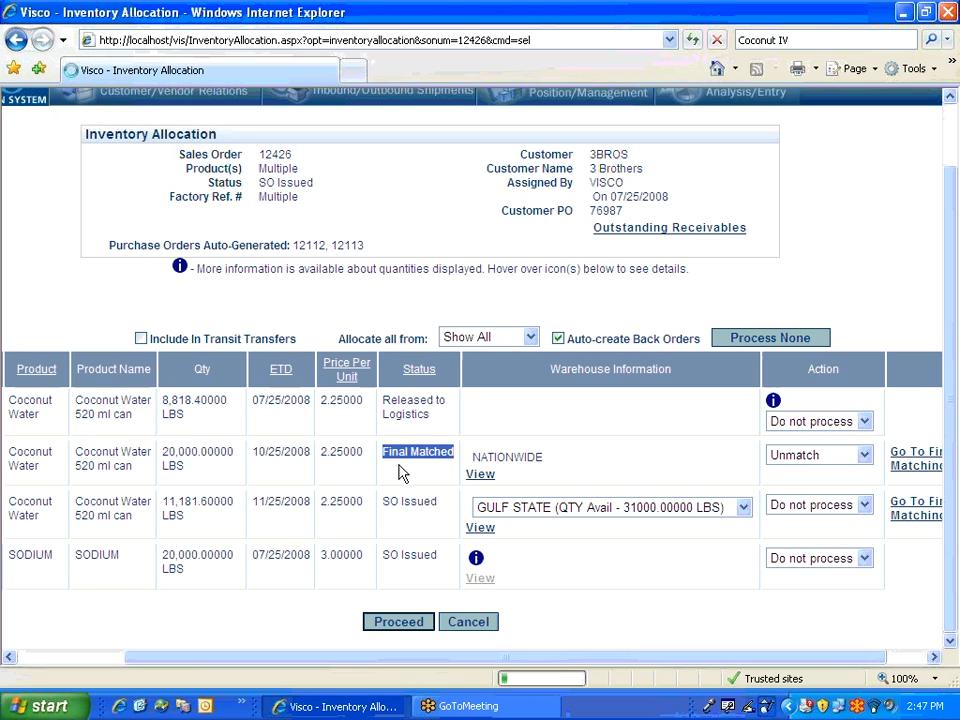 Visco - Inventory Allocation - Windows Internet Explorer
http://localhost/vis/InventoryAllocation.aspx?opt=inventoryallocation&sonum=12426&cmd=sel
Coconut IV
Visco - Inventory Allocation
Page
Tools
N SYSTEM
Customer/Vendor Relations
Inbound/Outbound Shipments
Position/Management
Analysis/Entry
Inventory Allocation
Sales Order 12426 Customer 3BROS
Product(s) Multiple Customer Name 3 Brothers
Status SO Issued Assigned By VISCO
Factory Ref. # Multiple On 07/25/2008
Customer PO 76987
Outstanding Receivables
Purchase Orders Auto-Generated: 12112, 12113
i - More information is available about quantities displayed. Hover over icon(s) below to see details.
Include In Transit Transfers Allocate all from: Show All Auto-create Back Orders Process None
Product Product Name Qty ETD Price Per Unit Status Warehouse Information Action
Coconut Water Coconut Water 520 ml can 8,818.40000 LBS 07/25/2008 2.25000 Released to Logistics i Do not process
Coconut Water Coconut Water 520 ml can 20,000.00000 LBS 10/25/2008 2.25000 Final Matched NATIONWIDE View Unmatch Go To Fi Matching
Coconut Water Coconut Water 520 ml can 11,181.60000 LBS 11/25/2008 2.25000 SO Issued GULF STATE (QTY Avail - 31000.00000 LBS) View Do not process Go To Fi Matching
SODIUM SODIUM 20,000.00000 LBS 07/25/2008 3.00000 SO Issued i View Do not process
Proceed Cancel
Trusted sites 100%
start Visco - Inventory Allo... GoToMeeting 2:47 PM